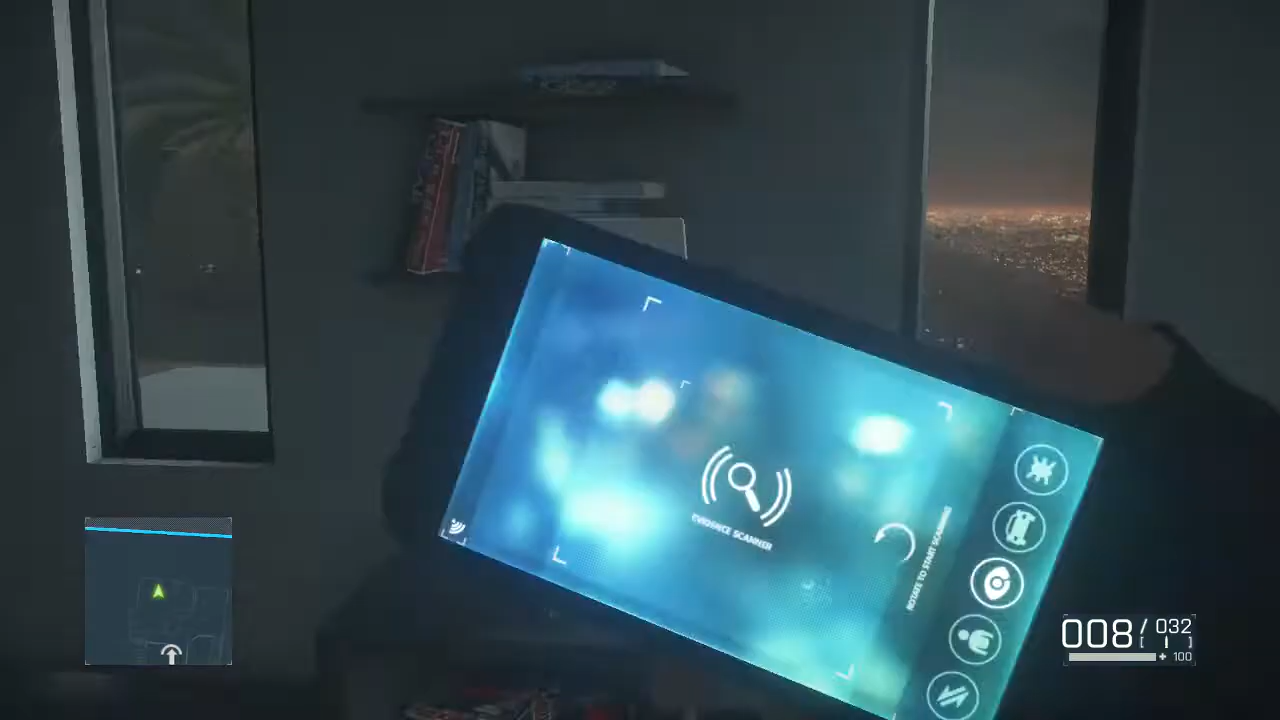 EVIDENCE SCANNER
ROTATE TO START SCANNING
008 / 032
100